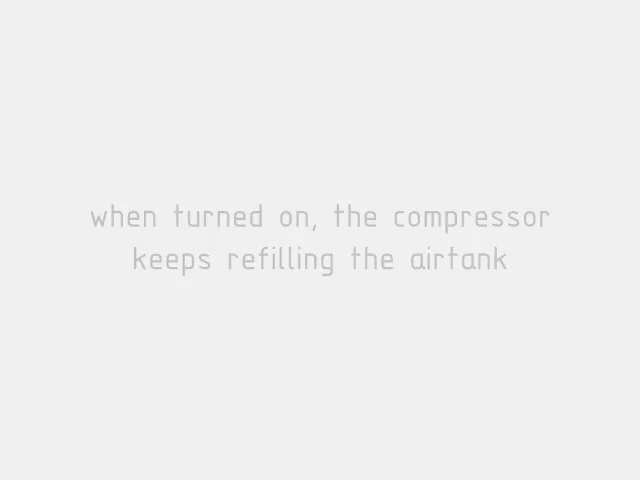 when turned on, the compressor
keeps refilling the airtank